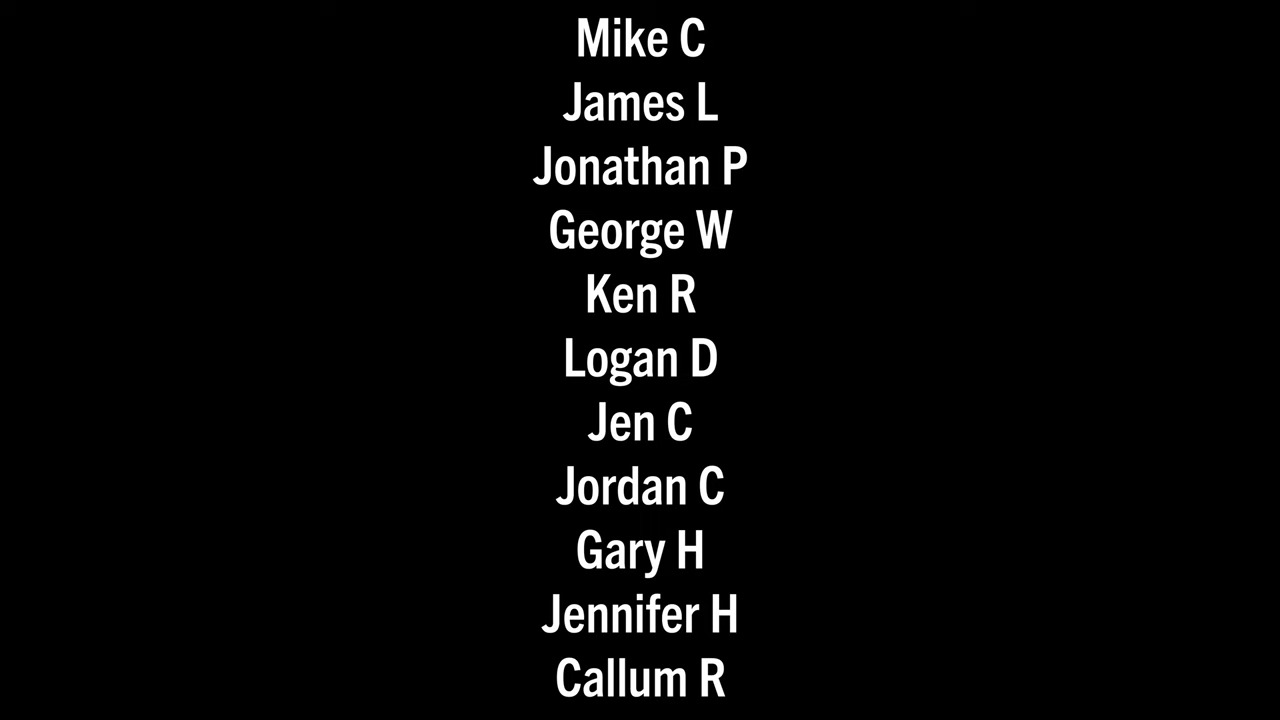 Mike C
James L
Jonathan P
George W
Ken R
Logan D
Jen C
Jordan C
Gary H
Jennifer H
Callum R